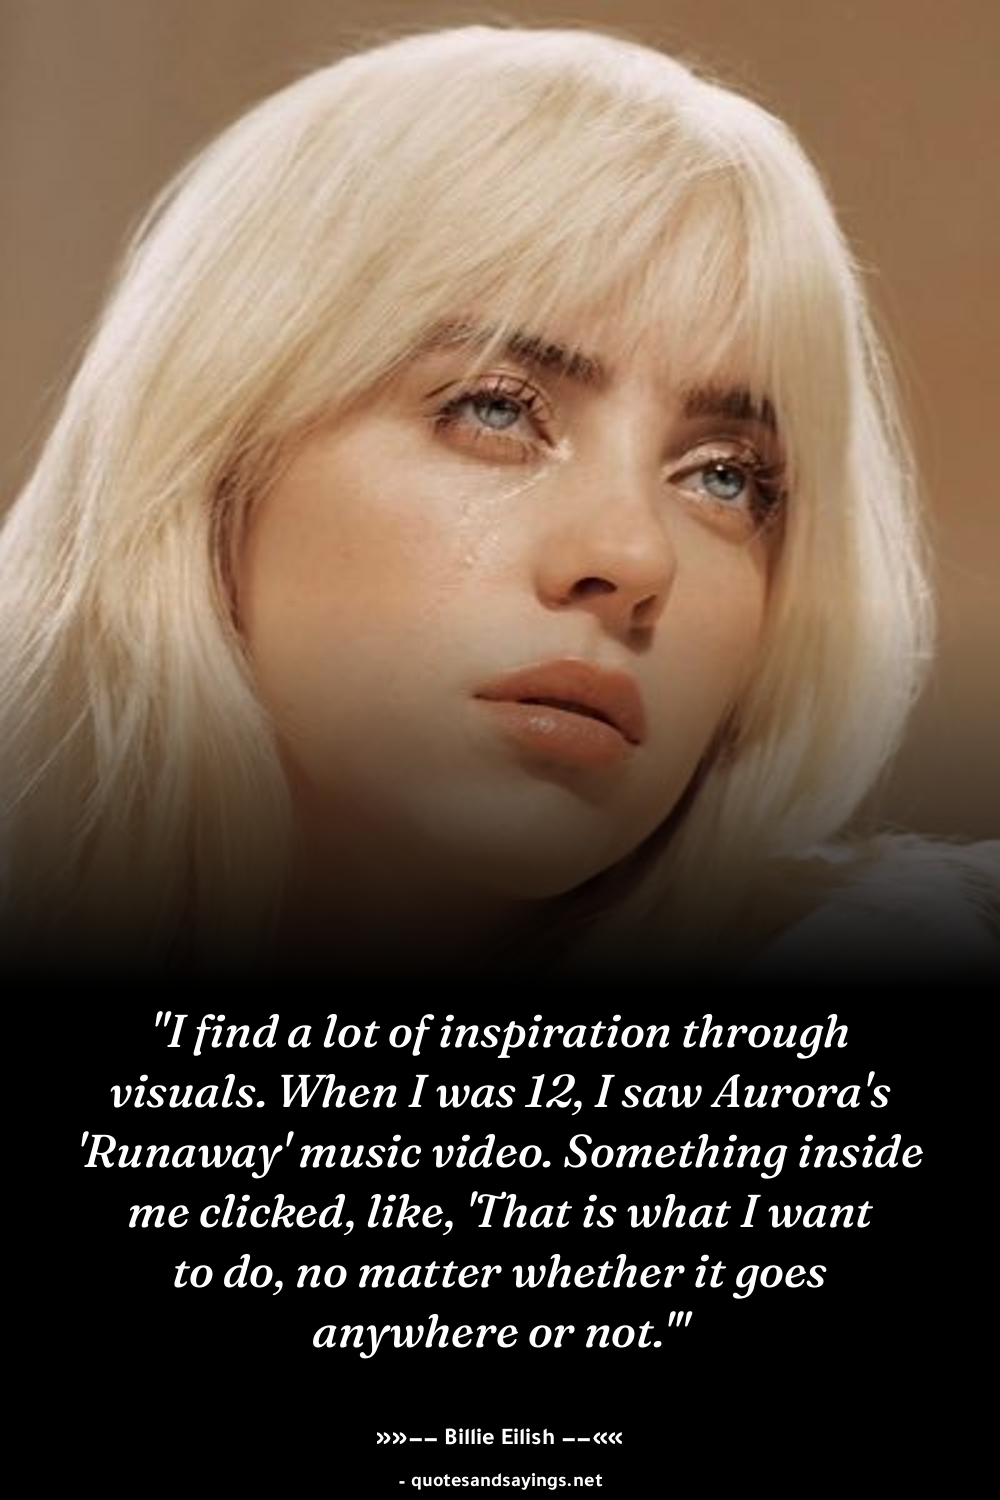 "I find a lot of inspiration through
visuals. When I was 12, I saw Aurora's
'Runaway' music video. Something inside
me clicked, like, 'That is what I want
to do, no matter whether it goes
anywhere or not.'"
»»–– Billie Eilish ––««
- quotesandsayings.net